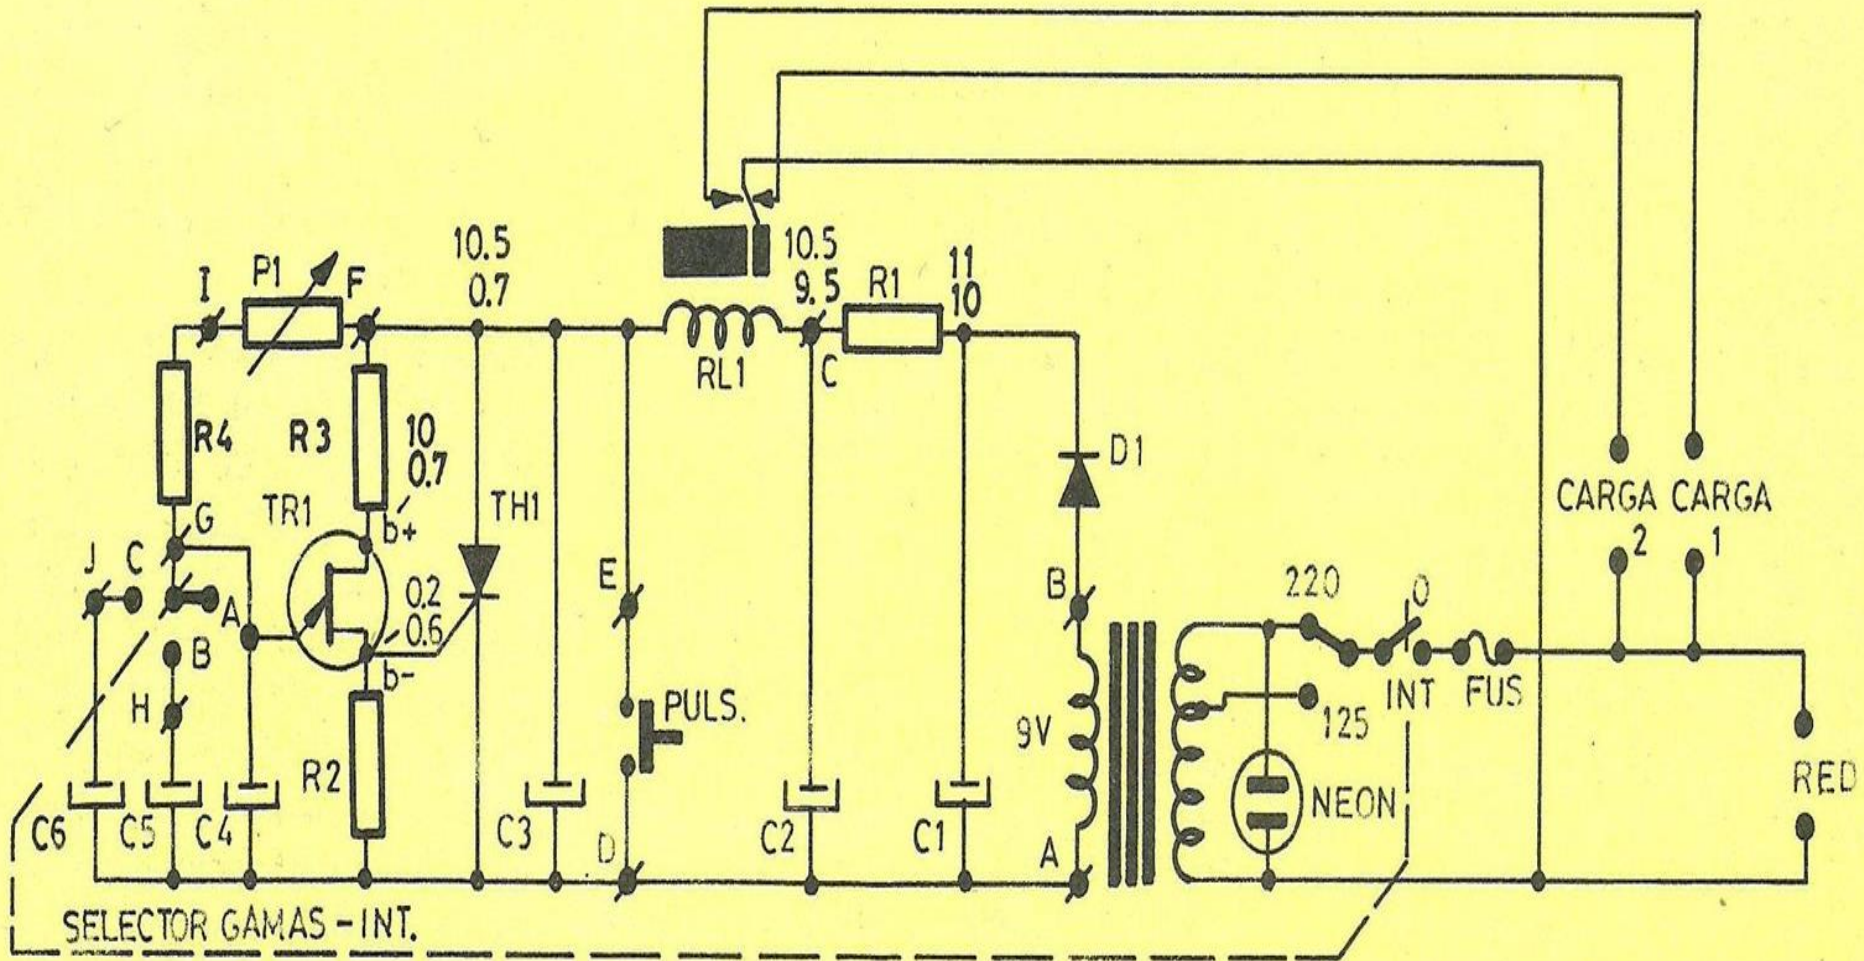 10.5
0.7
10.5
9.5
11
10
I
P1
F
R1
RL1
C
R4
R3
10
0.7
D1
G
TR1
b+
TH1
J
C
A
B
0.2
0.6
b-
E
B
H
PULS.
9V
220
0
125
INT
FUS
CARGA
2
CARGA
1
RED
NEON
R2
C6
C5
C4
C3
D
C2
C1
A
SELECTOR GAMAS-INT.